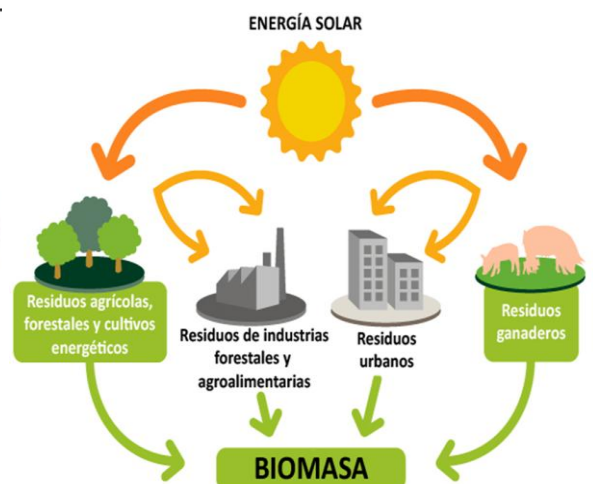 ENERGÍA SOLAR
Residuos agrícolas,
forestales y cultivos
energéticos
Residuos de industrias
forestales y
agroalimentarias
Residuos
urbanos
Residuos
ganaderos
BIOMASA